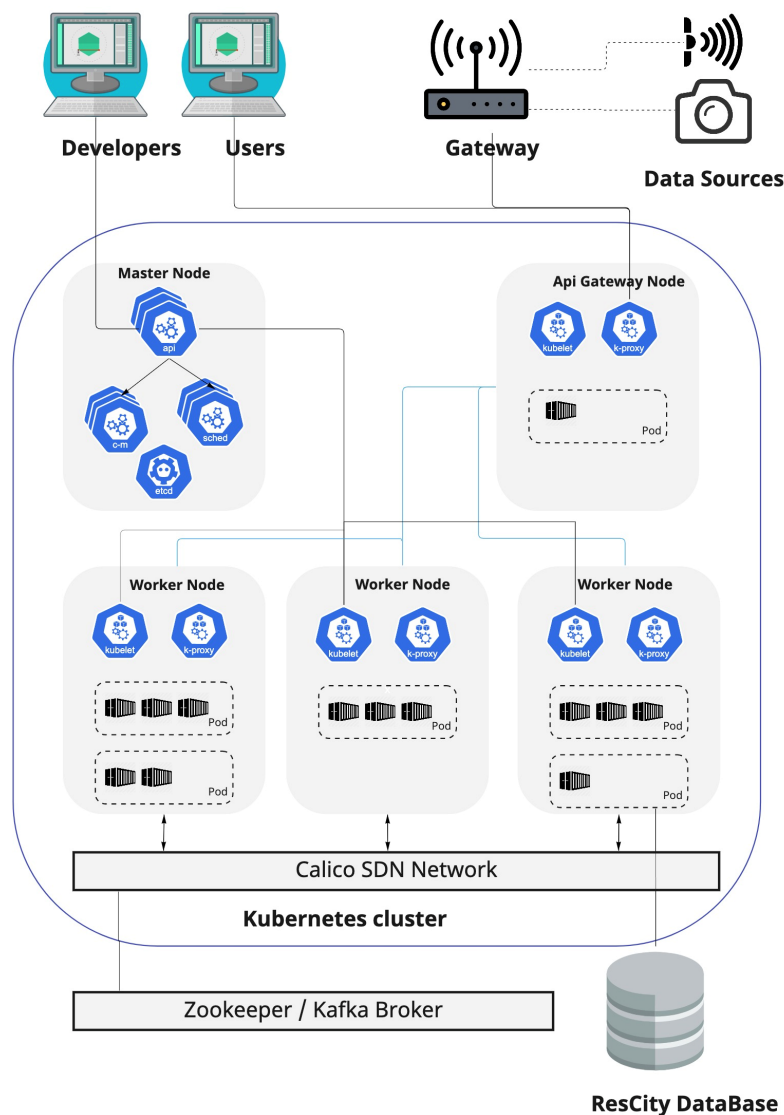 Developers
Users
Gateway
Data Sources
Master Node
api
c-m
sched
etcd
Api Gateway Node
kubelet
k-proxy
Pod
Worker Node
kubelet
k-proxy
Pod
Pod
Worker Node
kubelet
k-proxy
Pod
Worker Node
kubelet
k-proxy
Pod
Pod
Calico SDN Network
Kubernetes cluster
Zookeeper / Kafka Broker
ResCity DataBase